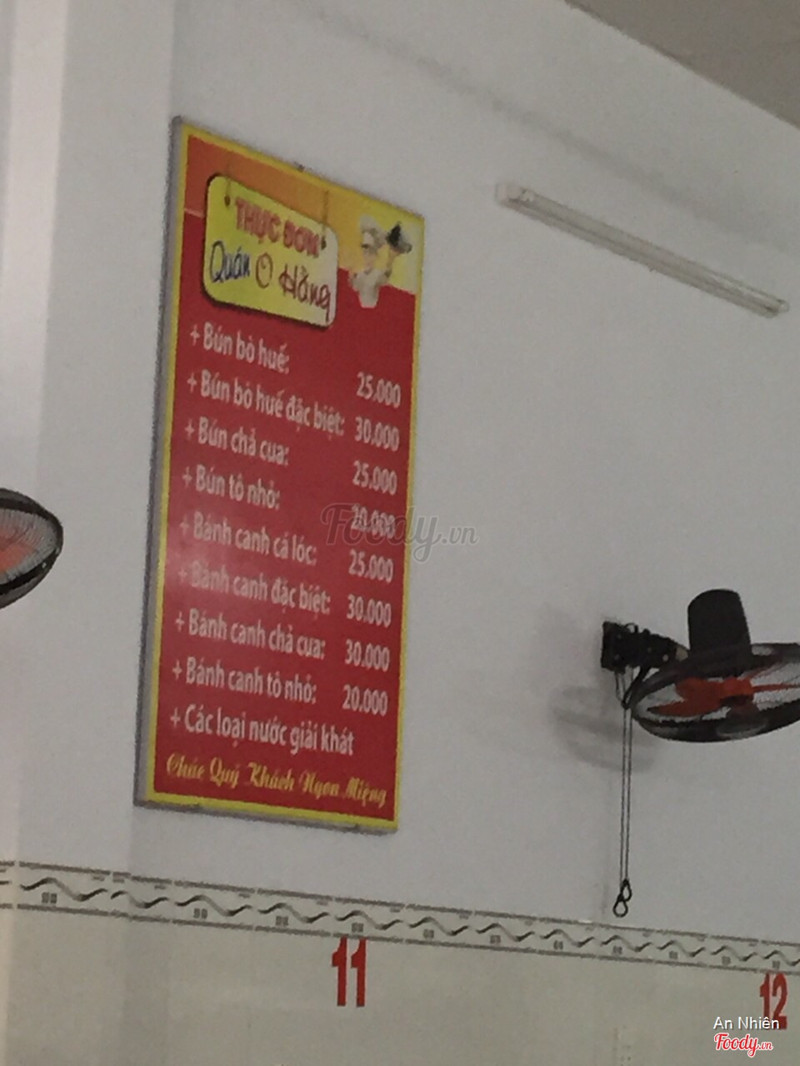 THỰC ĐƠN
Quán O Hằng
+ Bún bò huế: 25.000
+ Bún bò huế đặc biệt: 30.000
+ Bún chả cua: 25.000
+ Bún tô nhỏ: 20.000
+ Bánh canh cá lóc: 25.000
+ Bánh canh đặc biệt: 30.000
+ Bánh canh chả cua: 30.000
+ Bánh canh tô nhỏ: 20.000
+ Các loại nước giải khát
Chúc Quý Khách Ngon Miệng
Foody.vn
11
12
An Nhiên
Foody.vn